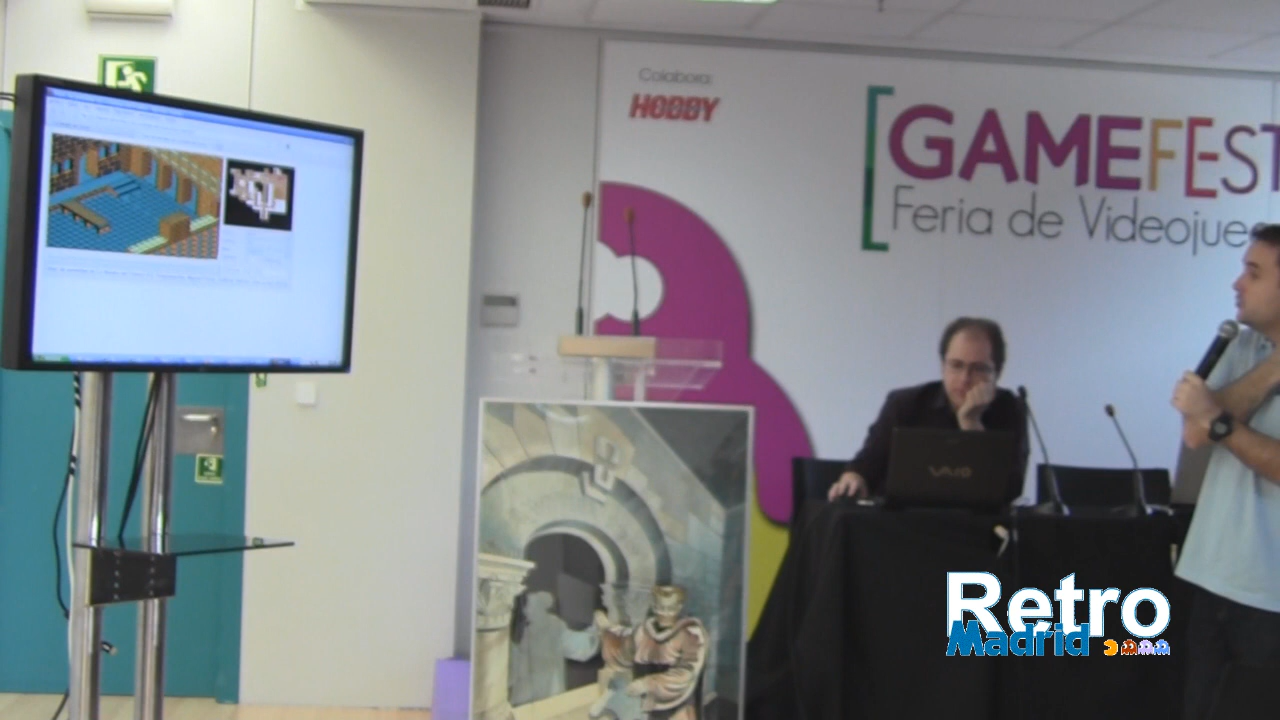 Colabora:
HOBBY
GAMEFEST
Feria de Videojue
VAIO
Retro
Madrid